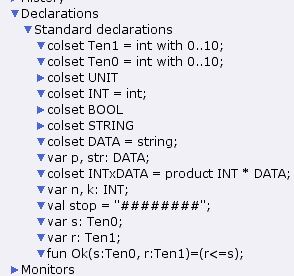 Declarations
Standard declarations
colset Ten1 = int with 0..10;
colset Ten0 = int with 0..10;
colset UNIT
colset INT = int;
colset BOOL
colset STRING
colset DATA = string;
var p, str: DATA;
colset INTxDATA = product INT * DATA;
var n, k: INT;
val stop = "########";
var s: Ten0;
var r: Ten1;
fun Ok(s:Ten0, r:Ten1)=(r<=s);
Monitors